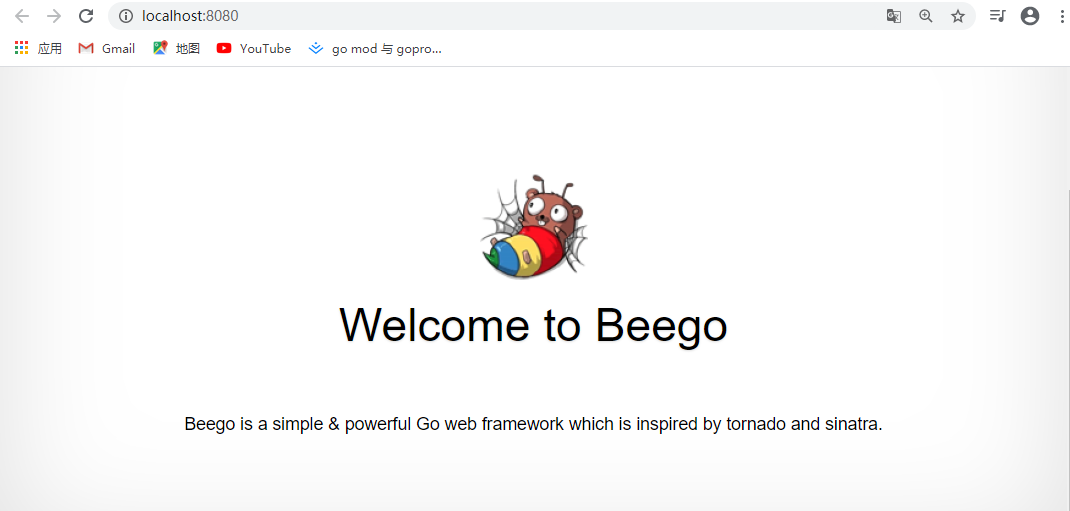 localhost:8080
应用 Gmail 地图 YouTube go mod 与 gopro...
Welcome to Beego
Beego is a simple & powerful Go web framework which is inspired by tornado and sinatra.